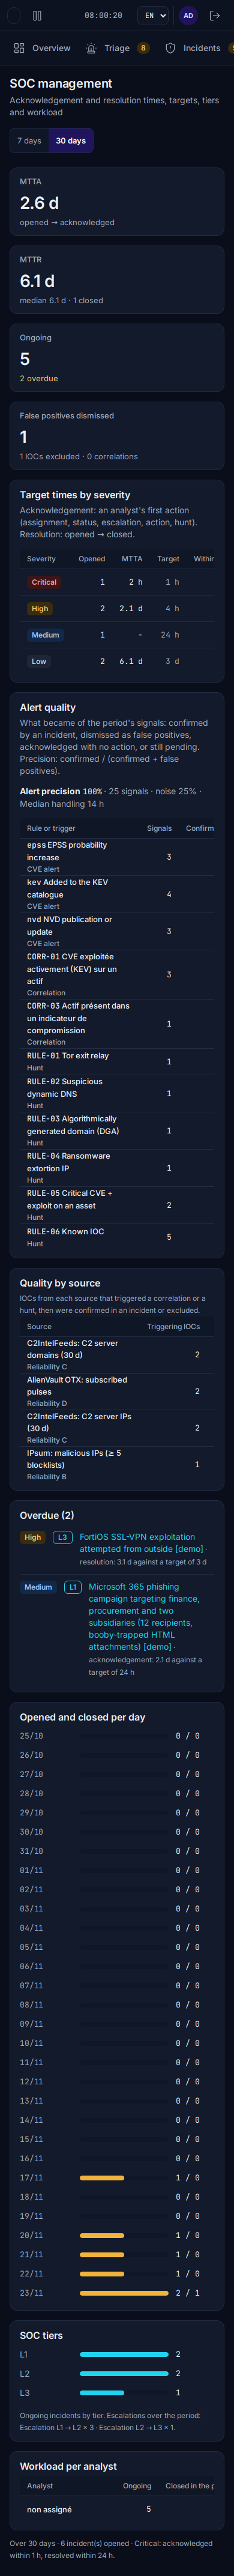 08:00:20 EN AD
Overview Triage 8 Incidents
SOC management
Acknowledgement and resolution times, targets, tiers
and workload
7 days 30 days
MTTA
2.6 d
opened → acknowledged
MTTR
6.1 d
median 6.1 d · 1 closed
Ongoing
5
2 overdue
False positives dismissed
1
1 IOCs excluded · 0 correlations
Target times by severity
Acknowledgement: an analyst's first action
(assignment, status, escalation, action, hunt).
Resolution: opened → closed.
Severity Opened MTTA Target Within
Critical 1 2 h 1 h
High 2 2.1 d 4 h
Medium 1 - 24 h
Low 2 6.1 d 3 d
Alert quality
What became of the period's signals: confirmed
by an incident, dismissed as false positives,
acknowledged with no action, or still pending.
Precision: confirmed / (confirmed + false
positives).
Alert precision 100% · 25 signals · noise 25% ·
Median handling 14 h
Rule or trigger Signals Confirm
epss EPSS probability
increase
CVE alert
3
kev Added to the KEV
catalogue
CVE alert
4
nvd NVD publication or
update
CVE alert
3
CORR-01 CVE exploitée
activement (KEV) sur un
actif
Correlation
3
CORR-03 Actif présent dans
un indicateur de
compromission
Correlation
1
RULE-01 Tor exit relay
Hunt
1
RULE-02 Suspicious
dynamic DNS
Hunt
1
RULE-03 Algorithmically
generated domain (DGA)
Hunt
1
RULE-04 Ransomware
extortion IP
Hunt
1
RULE-05 Critical CVE +
exploit on an asset
Hunt
2
RULE-06 Known IOC
Hunt
5
Quality by source
IOCs from each source that triggered a correlation or a
hunt, then were confirmed in an incident or excluded.
Source Triggering IOCs
C2IntelFeeds: C2 server
domains (30 d)
Reliability C
2
AlienVault OTX: subscribed
pulses
Reliability D
2
C2IntelFeeds: C2 server IPs
(30 d)
Reliability C
2
IPsum: malicious IPs (≥ 5
blocklists)
Reliability B
1
Overdue (2)
High L3 FortiOS SSL-VPN exploitation
attempted from outside [demo] ·
resolution: 3.1 d against a target of 3 d
Medium L1 Microsoft 365 phishing
campaign targeting finance,
procurement and two
subsidiaries (12 recipients,
booby-trapped HTML
attachments) [demo] ·
acknowledgement: 2.1 d against a
target of 24 h
Opened and closed per day
25/10 0 / 0
26/10 0 / 0
27/10 0 / 0
28/10 0 / 0
29/10 0 / 0
30/10 0 / 0
31/10 0 / 0
01/11 0 / 0
02/11 0 / 0
03/11 0 / 0
04/11 0 / 0
05/11 0 / 0
06/11 0 / 0
07/11 0 / 0
08/11 0 / 0
09/11 0 / 0
10/11 0 / 0
11/11 0 / 0
12/11 0 / 0
13/11 0 / 0
14/11 0 / 0
15/11 0 / 0
16/11 0 / 0
17/11 1 / 0
18/11 0 / 0
19/11 0 / 0
20/11 1 / 0
21/11 1 / 0
22/11 1 / 0
23/11 2 / 1
SOC tiers
L1 2
L2 2
L3 1
Ongoing incidents by tier. Escalations over the period:
Escalation L1 → L2 × 3 · Escalation L2 → L3 × 1.
Workload per analyst
Analyst Ongoing Closed in the p
non assigné 5
Over 30 days · 6 incident(s) opened · Critical: acknowledged
within 1 h, resolved within 24 h.